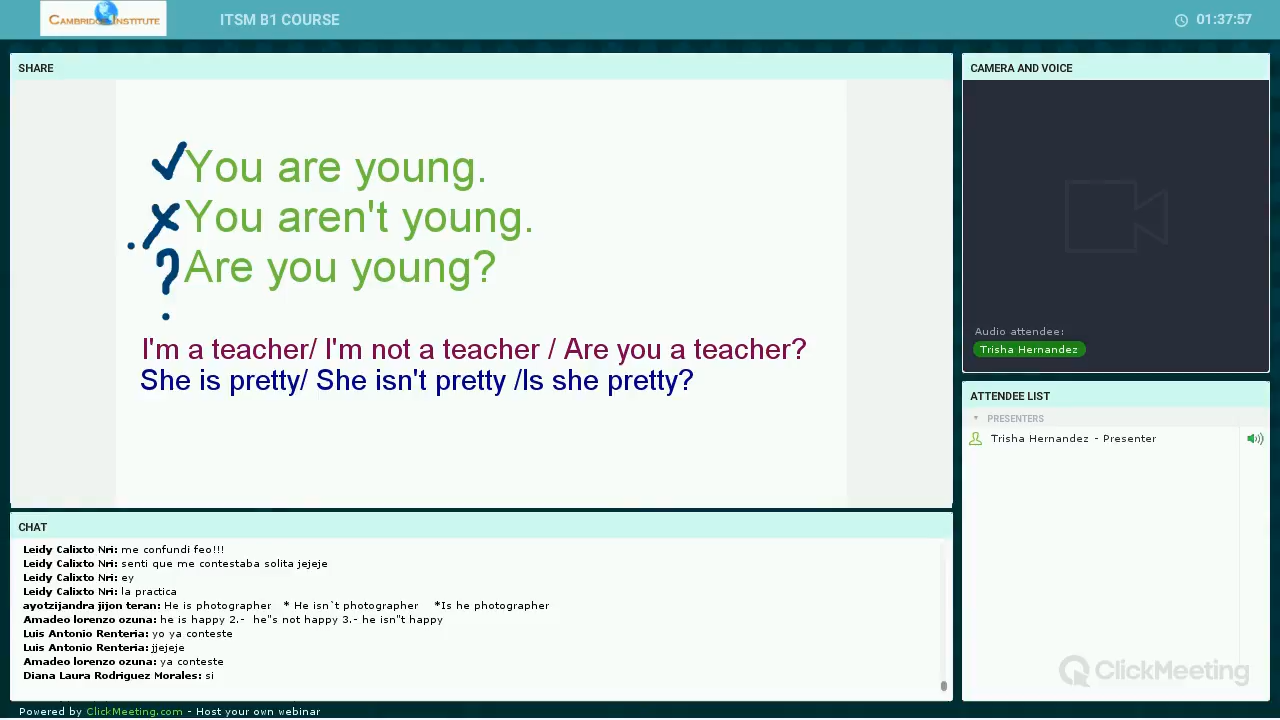 CAMBRIDGE INSTITUTE
ITSM B1 COURSE
01:37:57
SHARE
You are young.
You aren't young.
Are you young?
I'm a teacher/ I'm not a teacher / Are you a teacher?
She is pretty/ She isn't pretty /Is she pretty?
CAMERA AND VOICE
Audio attendee:
Trisha Hernandez
ATTENDEE LIST
PRESENTERS
Trisha Hernandez - Presenter
CHAT
Leidy Calixto Nri: me confundi feo!!!
Leidy Calixto Nri: senti que me contestaba solita jejeje
Leidy Calixto Nri: ey
Leidy Calixto Nri: la practica
ayotzijandra jijon teran: He is photographer * He isn`t photographer *Is he photographer
Amadeo lorenzo ozuna: he is happy 2.- he"s not happy 3.- he isn"t happy
Luis Antonio Renteria: yo ya conteste
Luis Antonio Renteria: jjejeje
Amadeo lorenzo ozuna: ya conteste
Diana Laura Rodriguez Morales: si
ClickMeeting
Powered by ClickMeeting.com - Host your own webinar